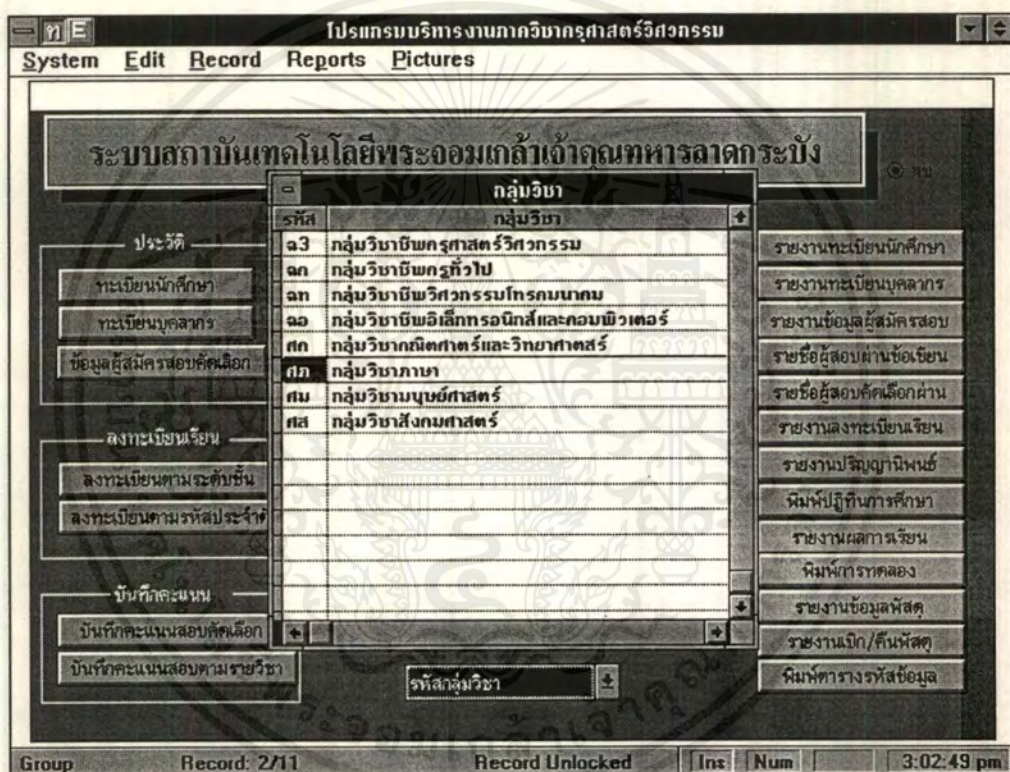 ท E โปรแกรมบริหารงานภาควิชาครุศาสตร์วิศวกรรม
System Edit Record Reports Pictures
ระบบสถาบันเทคโนโลยีพระจอมเกล้าเจ้าคุณทหารลาดกระบัง
กลุ่มวิชา
รหัส กลุ่มวิชา
ฉ3 กลุ่มวิชาชีพครุศาสตร์วิศวกรรม
ฉก กลุ่มวิชาชีพครูทั่วไป
ฉท กลุ่มวิชาชีพวิศวกรรมโทรคมนาคม
ฉอ กลุ่มวิชาชีพอิเล็กทรอนิกส์และคอมพิวเตอร์
ศก กลุ่มวิชาคณิตศาตร์และวิทยาศาตสร์
ศภ กลุ่มวิชาภาษา
ศม กลุ่มวิชามนุษย์ศาสตร์
ศส กลุ่มวิชาสังคมศาสตร์
ประวัติ
ทะเบียนนักศึกษา
ทะเบียนบุคลากร
ข้อมูลผู้สมัครสอบคัดเลือก
ลงทะเบียนเรียน
ลงทะเบียนตามระดับชั้น
ลงทะเบียนตามรหัสประจำตั
บันทึกคะแนน
บันทึกคะแนนสอบคัดเลือก
บันทึกคะแนนสอบตามรายวิชา
รหัสกลุ่มวิชา
รายงานทะเบียนนักศึกษา
รายงานทะเบียนบุคลากร
รายงานข้อมูลผู้สมัครสอบ
รายชื่อผู้สอบผ่านข้อเขียน
รายชื่อผู้สอบคัดเลือกผ่าน
รายงานลงทะเบียนเรียน
รายงานปริญญานิพนธ์
พิมพ์ปฏิทินการศึกษา
รายงานผลการเรียน
พิมพ์การทดลอง
รายงานข้อมูลพัสดุ
รายงานเบิก/คืนพัสดุ
พิมพ์ตารางรหัสข้อมูล
Group Record: 2/11 Record Unlocked Ins Num 3:02:49 pm